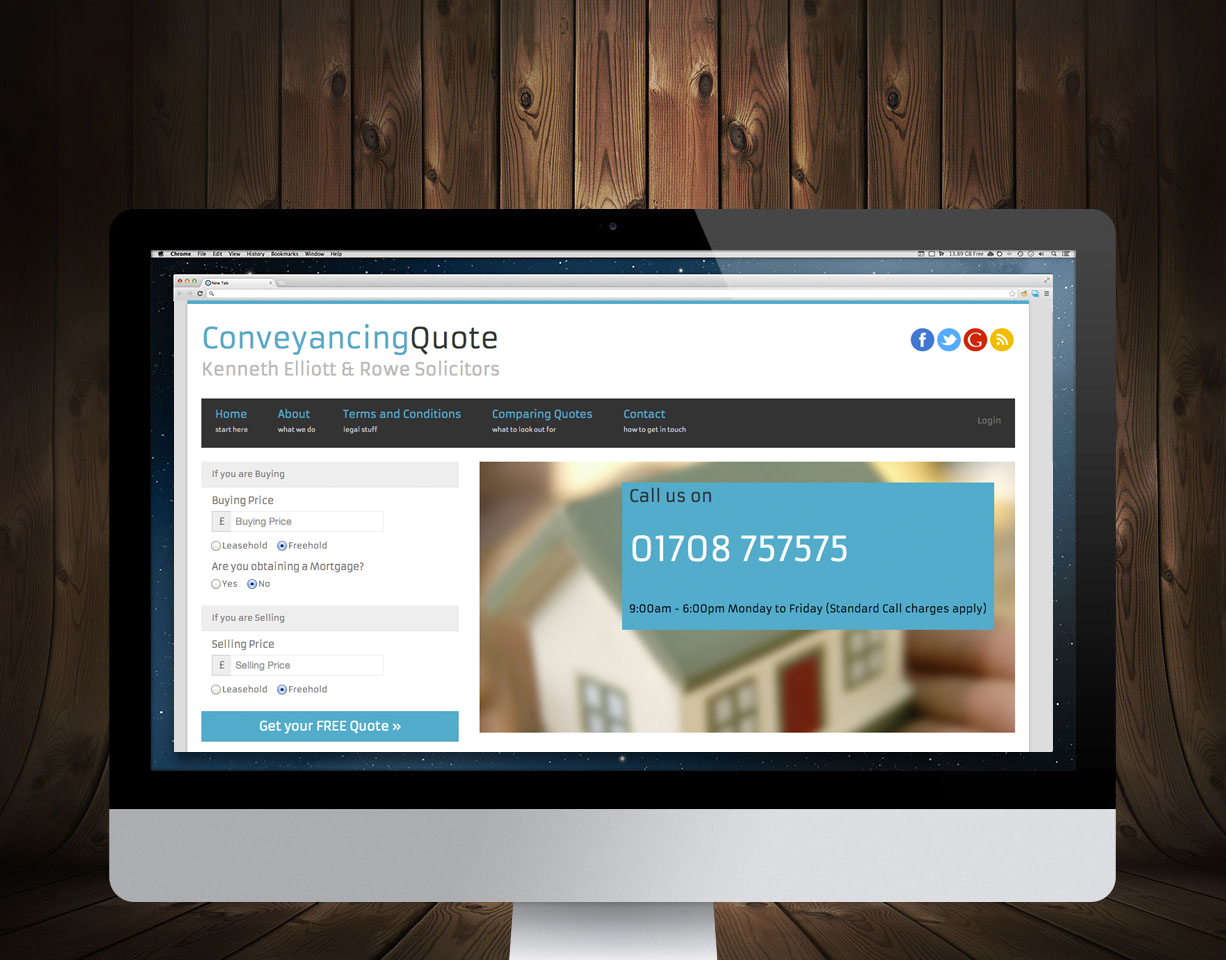 Chrome File Edit View History Bookmarks Window Help
11.89 GB Free
New Tab
ConveyancingQuote
Kenneth Elliott & Rowe Solicitors
Home About Terms and Conditions Comparing Quotes Contact
start here what we do legal stuff what to look out for how to get in touch
Login
If you are Buying
Buying Price
£ Buying Price
Leasehold Freehold
Are you obtaining a Mortgage?
Yes No
If you are Selling
Selling Price
£ Selling Price
Leasehold Freehold
Get your FREE Quote »
Call us on
01708 757575
9:00am - 6:00pm Monday to Friday (Standard Call charges apply)